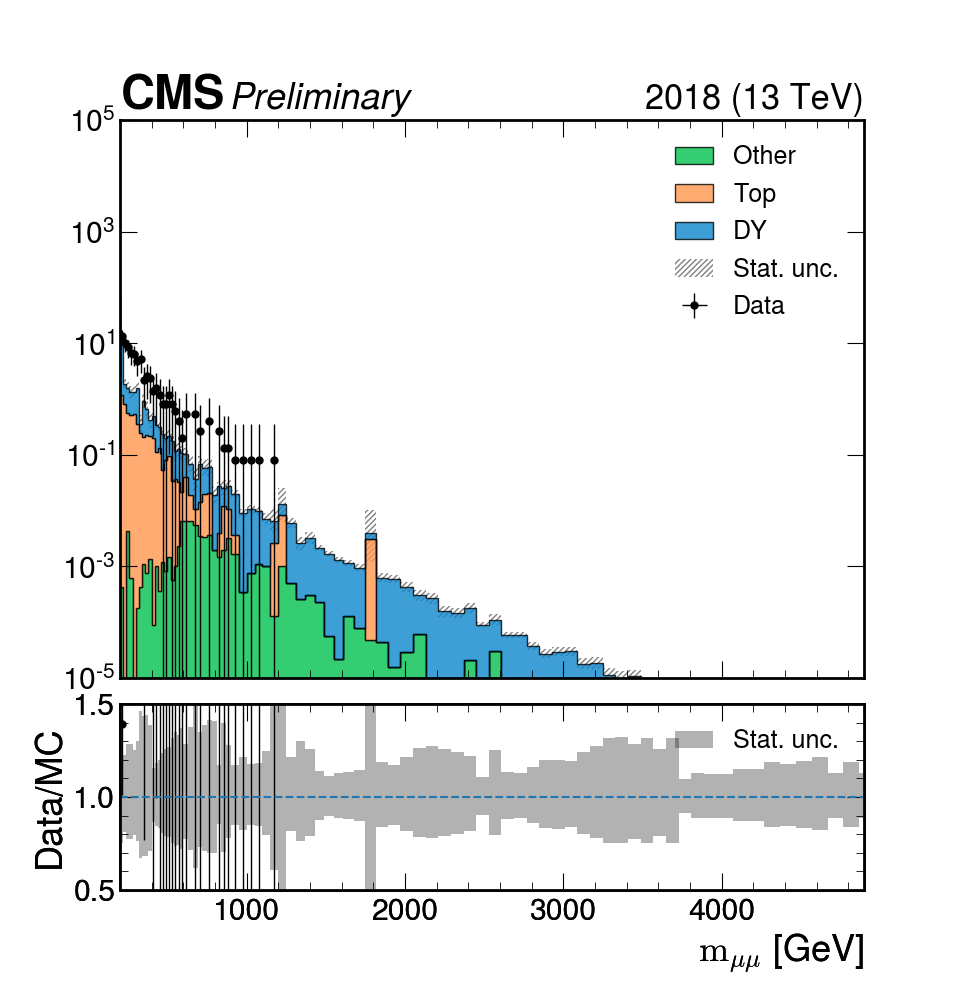 CMS Preliminary 2018 (13 TeV)
10^5
10^3
10^1
10^-1
10^-3
10^-5
Other
Top
DY
Stat. unc.
Data
1.5
1.0
0.5
Data/MC
Stat. unc.
1000 2000 3000 4000
m_μμ [GeV]